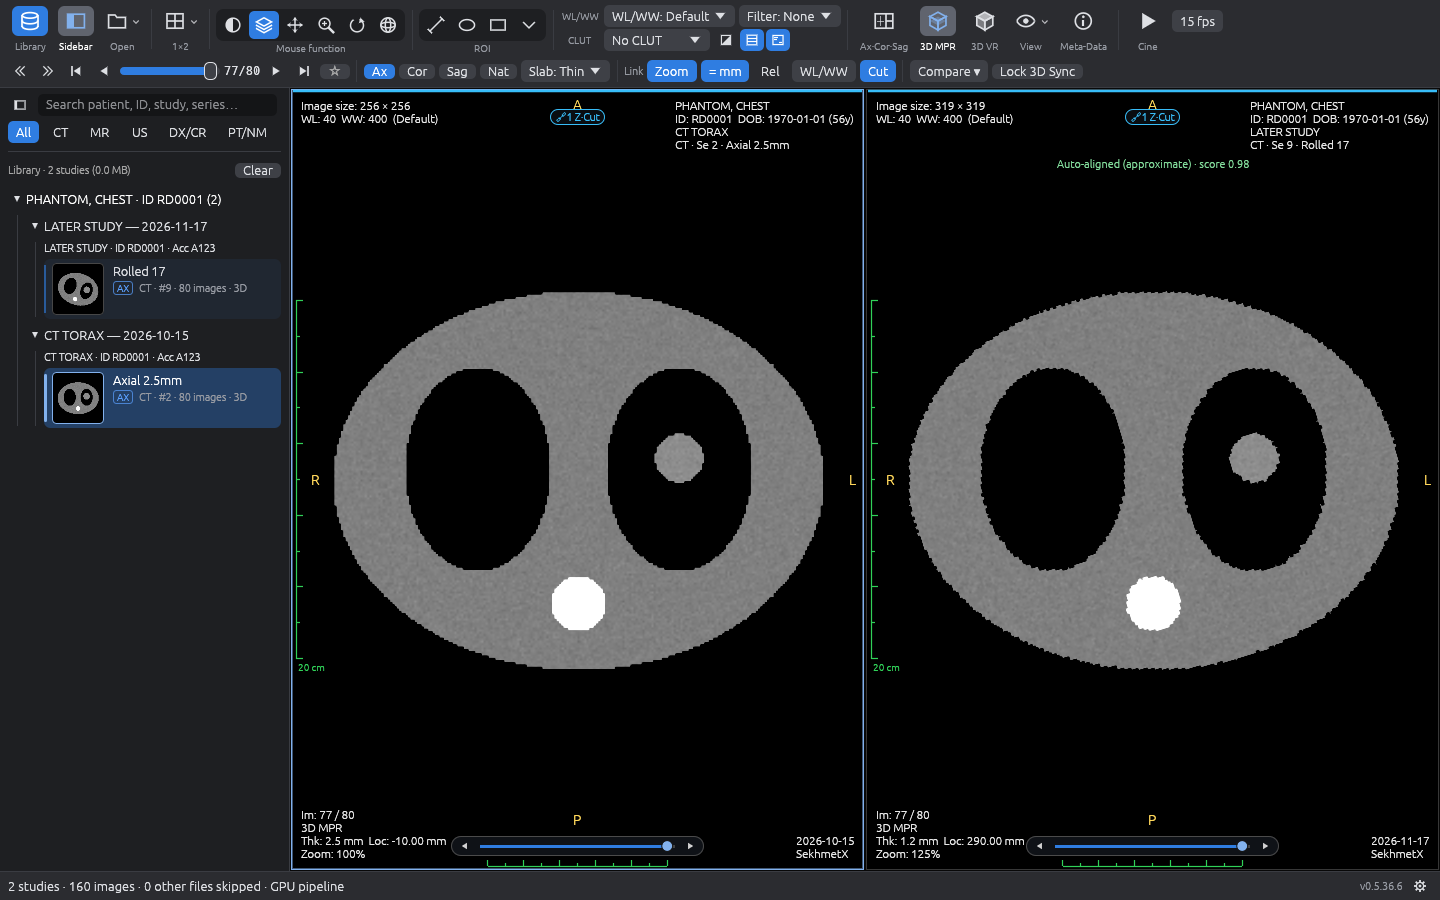 Library
Sidebar
Open
1×2
Mouse function
ROI
WL/WW WL/WW: Default Filter: None
CLUT No CLUT
Ax·Cor·Sag
3D MPR
3D VR
View
Meta-Data
Cine
15 fps
77/80
Ax Cor Sag Nat Slab: Thin Link Zoom = mm Rel WL/WW Cut Compare Lock 3D Sync
Search patient, ID, study, series…
All CT MR US DX/CR PT/NM
Library · 2 studies (0.0 MB) Clear
PHANTOM, CHEST · ID RD0001 (2)
LATER STUDY — 2026-11-17
LATER STUDY · ID RD0001 · Acc A123
Rolled 17
AX CT · #9 · 80 images · 3D
CT TORAX — 2026-10-15
CT TORAX · ID RD0001 · Acc A123
Axial 2.5mm
AX CT · #2 · 80 images · 3D
Image size: 256 × 256
WL: 40 WW: 400 (Default)
A
1 Z-Cut
PHANTOM, CHEST
ID: RD0001 DOB: 1970-01-01 (56y)
CT TORAX
CT · Se 2 · Axial 2.5mm
R
L
20 cm
P
Im: 77 / 80
3D MPR
Thk: 2.5 mm Loc: -10.00 mm
Zoom: 100%
2026-10-15
SekhmetX
Image size: 319 × 319
WL: 40 WW: 400 (Default)
A
1 Z-Cut
PHANTOM, CHEST
ID: RD0001 DOB: 1970-01-01 (56y)
LATER STUDY
CT · Se 9 · Rolled 17
Auto-aligned (approximate) · score 0.98
R
L
20 cm
P
Im: 77 / 80
3D MPR
Thk: 1.2 mm Loc: 290.00 mm
Zoom: 125%
2026-11-17
SekhmetX
2 studies · 160 images · 0 other files skipped · GPU pipeline
v0.5.36.6